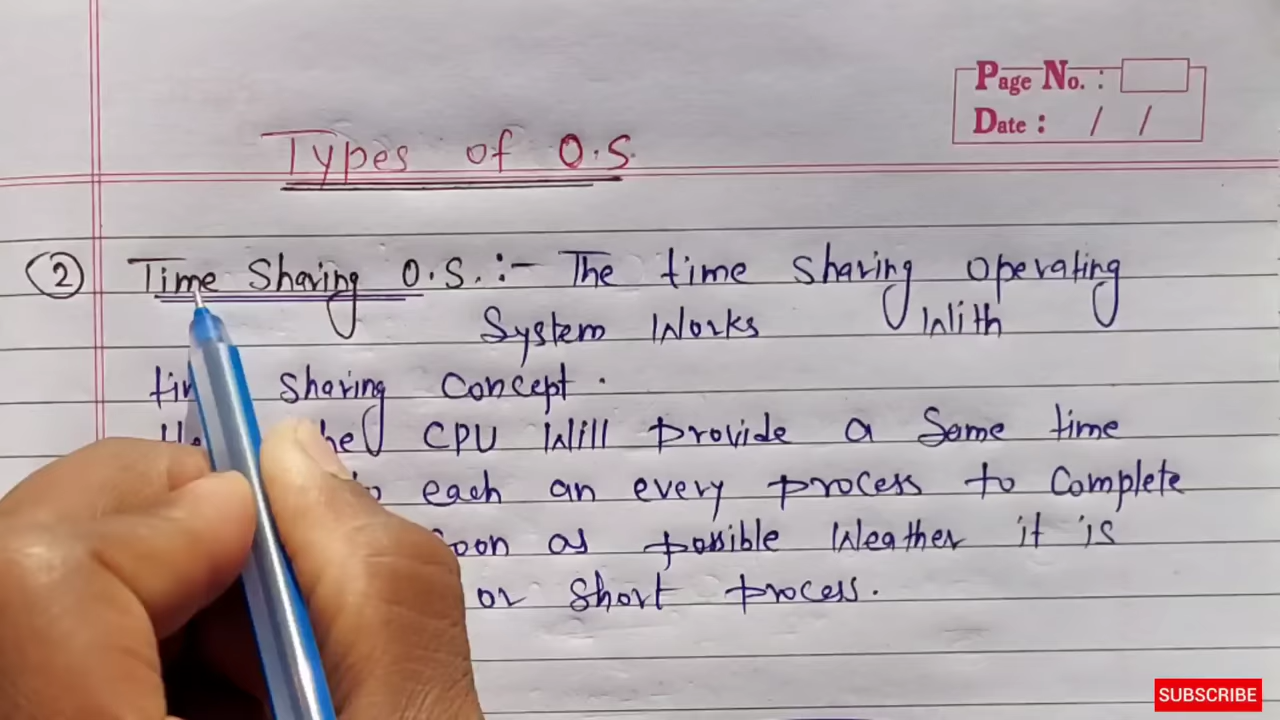 Page No. :
Date : / /
Types of O.S.
② Time Sharing O.S. :- The time sharing operating
System Works With
sharing concept.
CPU Will provide a Same time
each an every process to complete
soon as possible Weather it is
or short process.
SUBSCRIBE